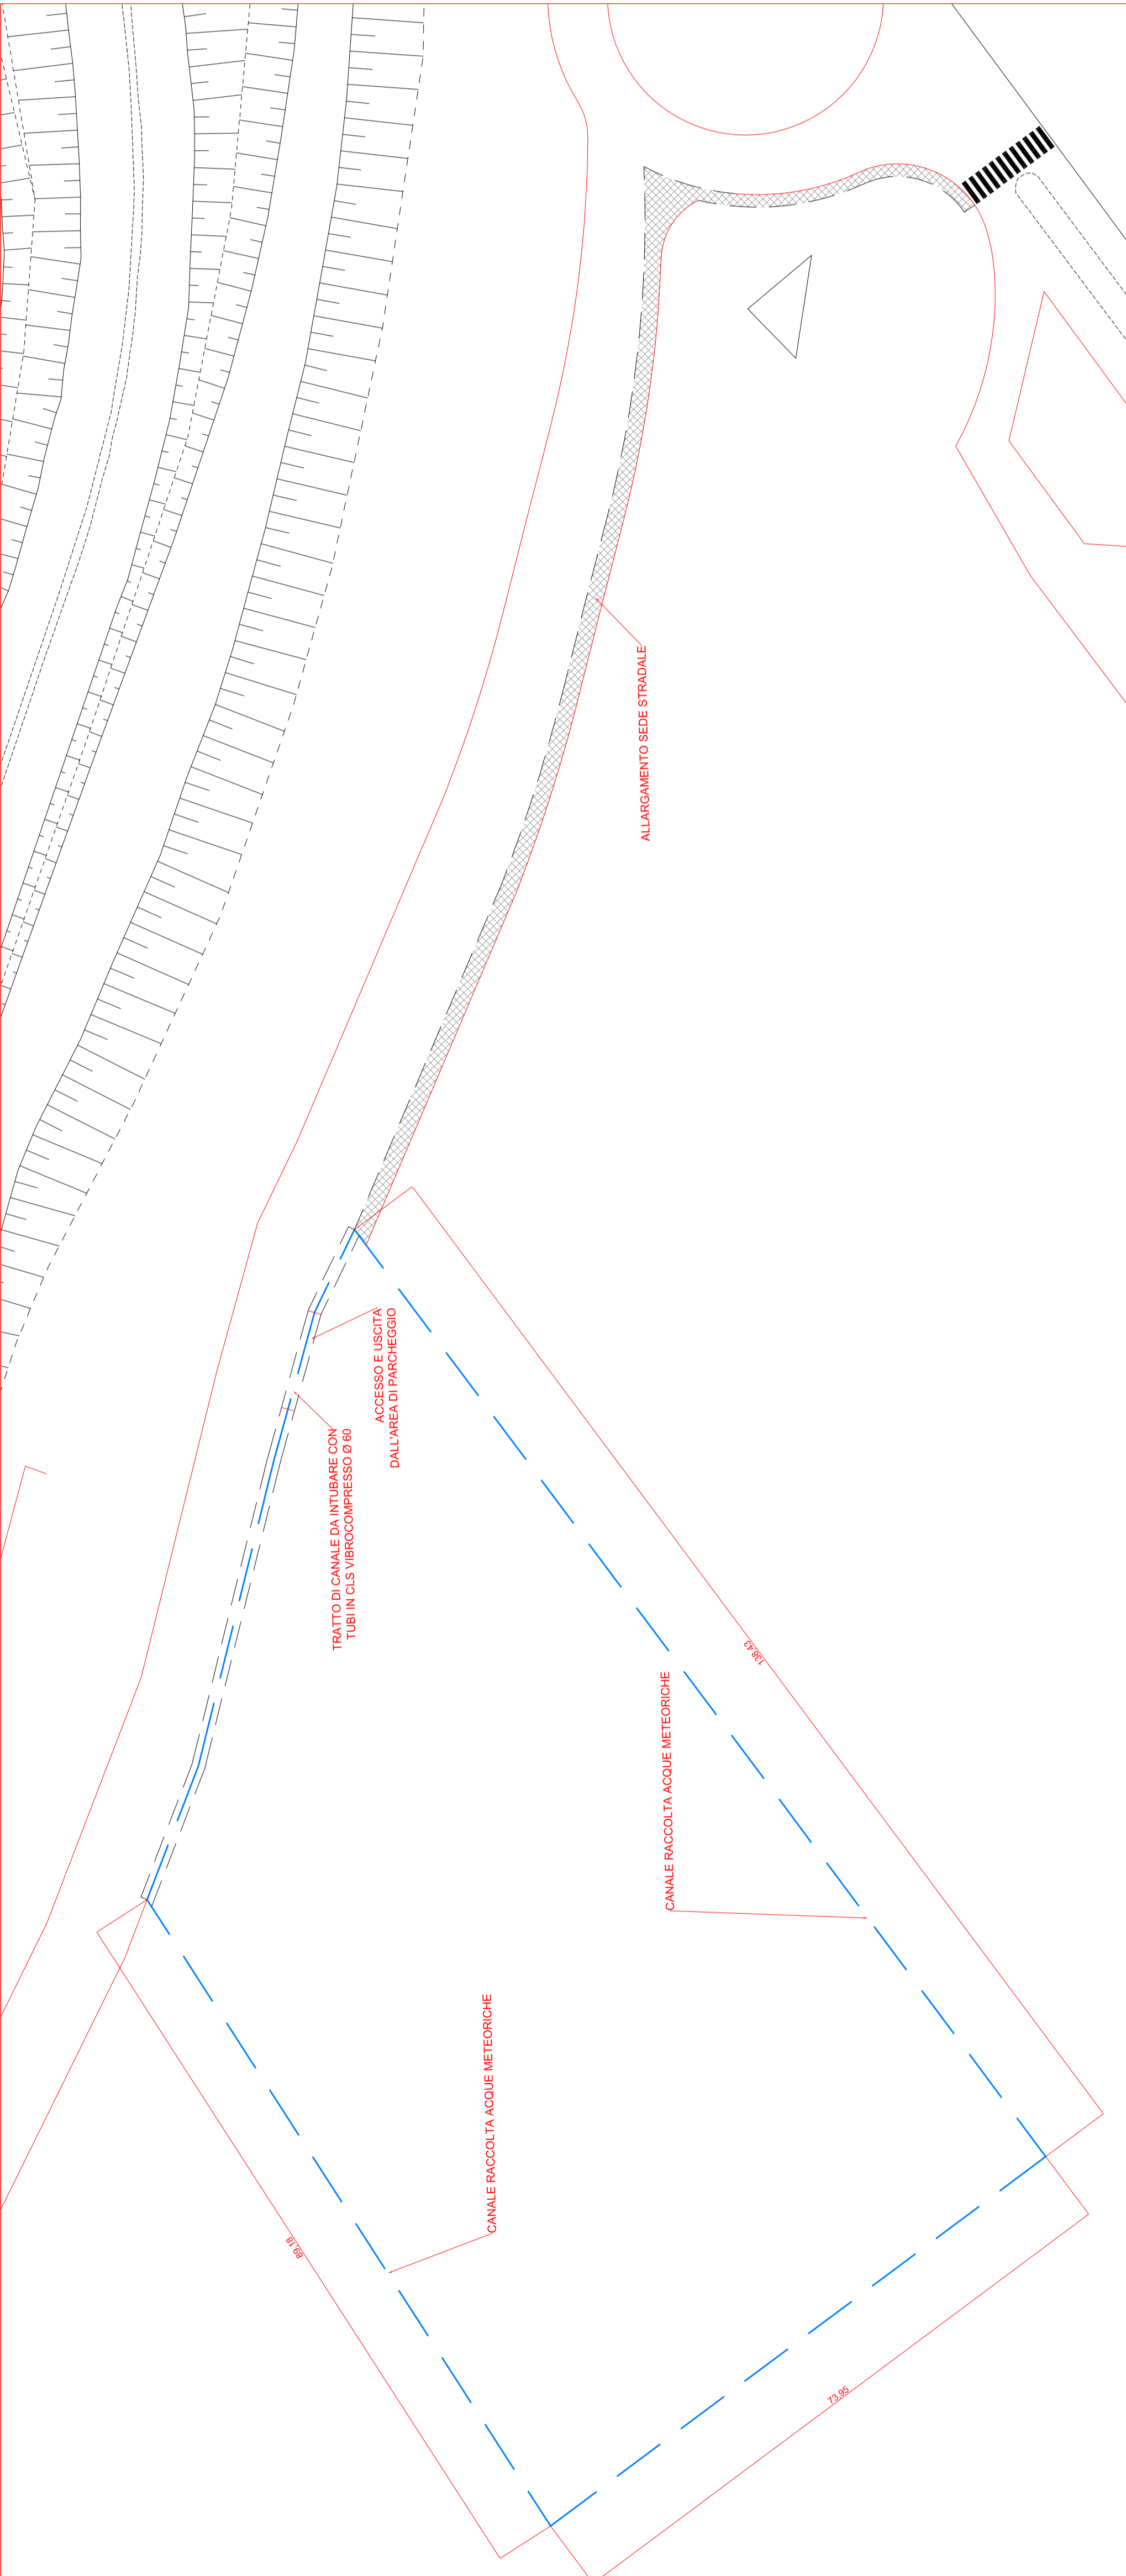 ALLARGAMENTO SEDE STRADALE
ACCESSO E USCITA
DALL'AREA DI PARCHEGGIO
TRATTO DI CANALE DA INTUBARE CON
TUBI IN CLS VIBROCOMPRESSO Ø 60
138,43
CANALE RACCOLTA ACQUE METEORICHE
CANALE RACCOLTA ACQUE METEORICHE
89,18
73,95